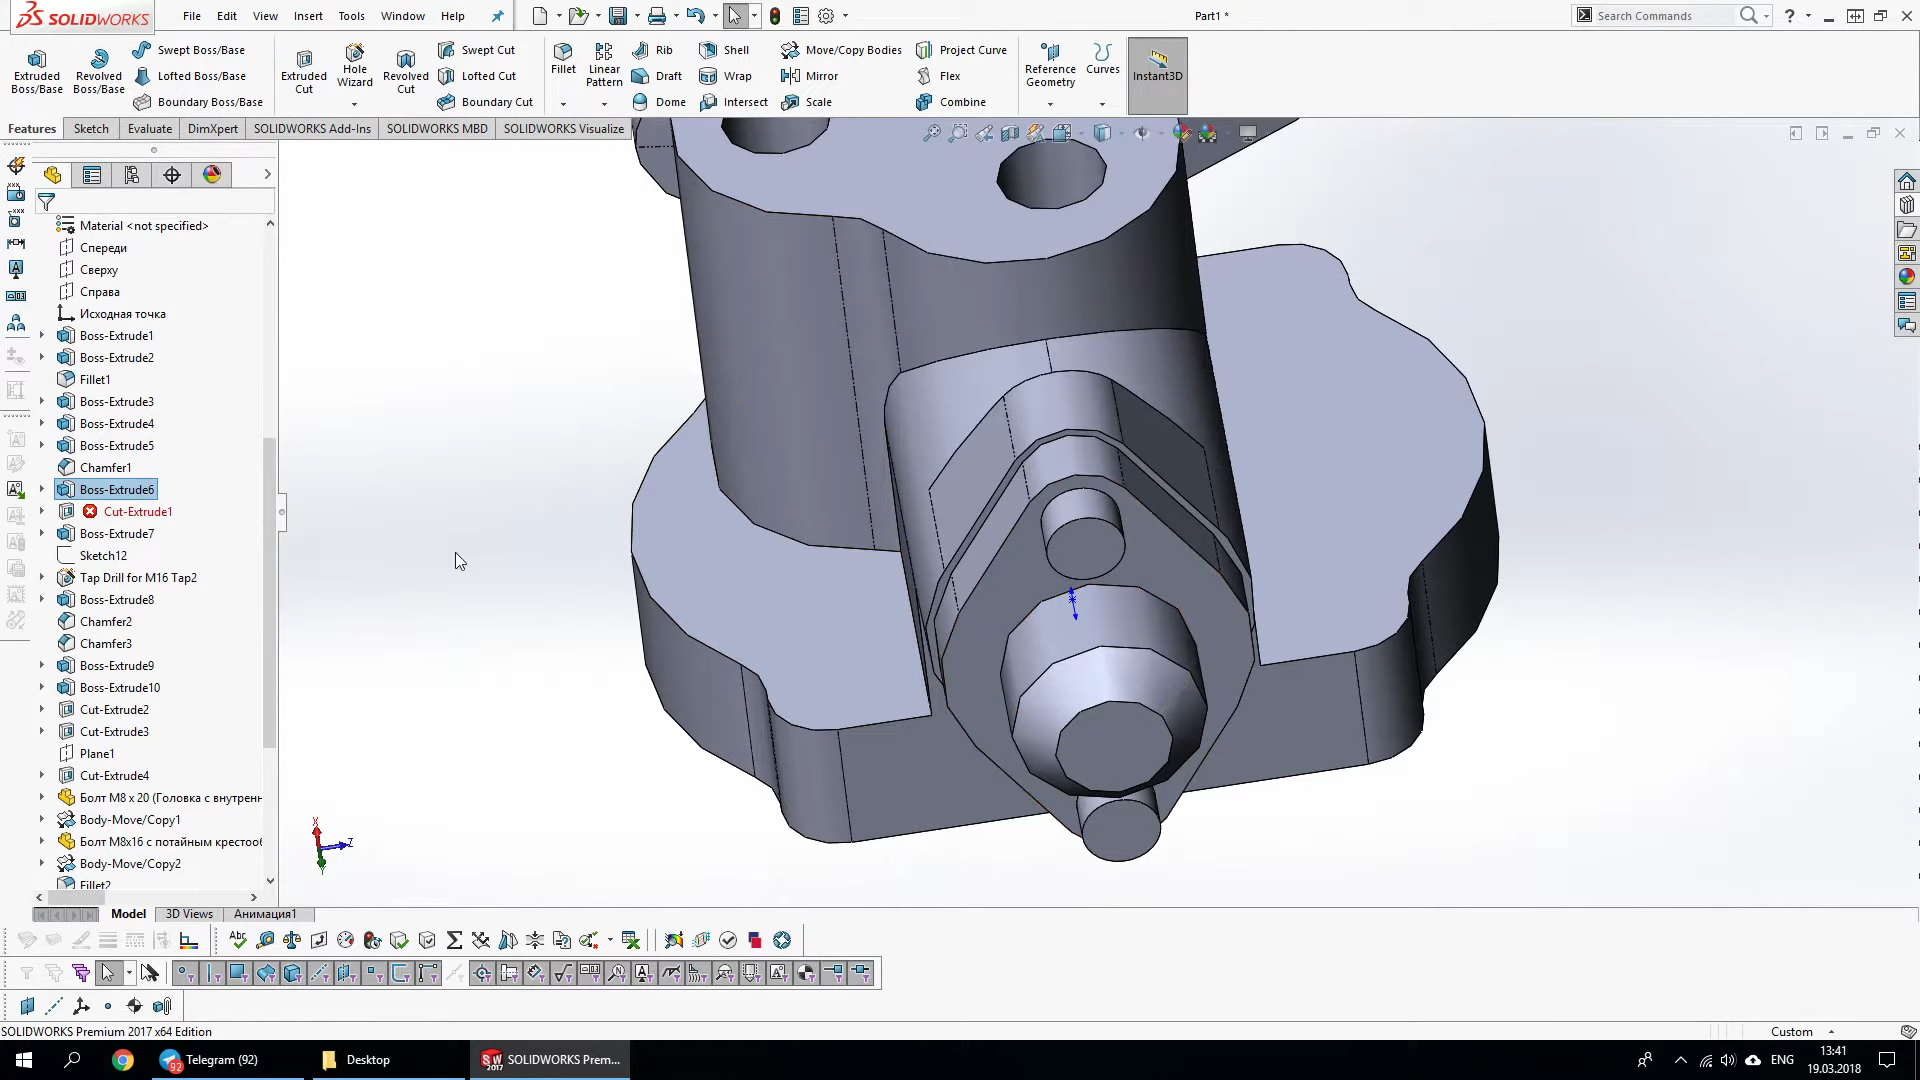 SOLIDWORKS
File Edit View Insert Tools Window Help
Part1 *
Search Commands
Extruded Boss/Base
Revolved Boss/Base
Swept Boss/Base
Lofted Boss/Base
Boundary Boss/Base
Extruded Cut
Hole Wizard
Revolved Cut
Swept Cut
Lofted Cut
Boundary Cut
Fillet
Linear Pattern
Rib
Draft
Dome
Shell
Wrap
Intersect
Move/Copy Bodies
Mirror
Scale
Project Curve
Flex
Combine
Reference Geometry
Curves
Instant3D
Features Sketch Evaluate DimXpert SOLIDWORKS Add-Ins SOLIDWORKS MBD SOLIDWORKS Visualize
Material <not specified>
Спереди
Сверху
Справа
Исходная точка
Boss-Extrude1
Boss-Extrude2
Fillet1
Boss-Extrude3
Boss-Extrude4
Boss-Extrude5
Chamfer1
Boss-Extrude6
Cut-Extrude1
Boss-Extrude7
Sketch12
Tap Drill for M16 Tap2
Boss-Extrude8
Chamfer2
Chamfer3
Boss-Extrude9
Boss-Extrude10
Cut-Extrude2
Cut-Extrude3
Plane1
Cut-Extrude4
Болт М8 х 20 (Головка с внутренн
Body-Move/Copy1
Болт М8х16 с потайным крестооб
Body-Move/Copy2
Fillet2
X
Z
Model 3D Views Анимация1
SOLIDWORKS Premium 2017 x64 Edition
Custom
92
Telegram (92)
Desktop
SW 2017
SOLIDWORKS Prem...
ENG
13:41
19.03.2018